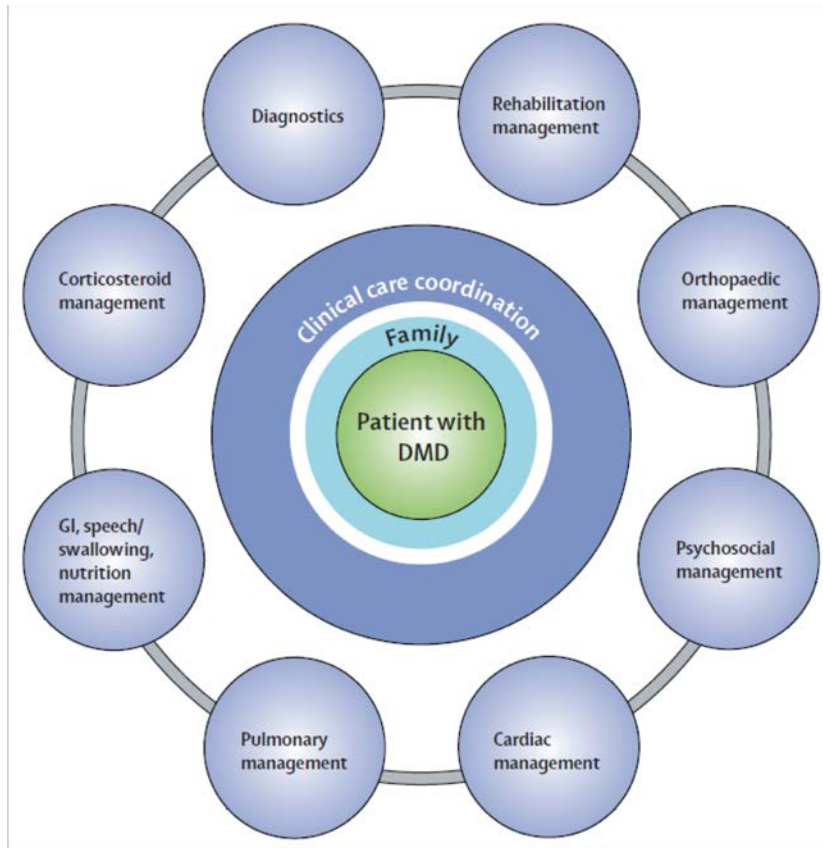 Diagnostics
Rehabilitation
management
Corticosteroid
management
Orthopaedic
management
Clinical care coordination
Family
Patient with
DMD
GI, speech/
swallowing,
nutrition
management
Psychosocial
management
Pulmonary
management
Cardiac
management